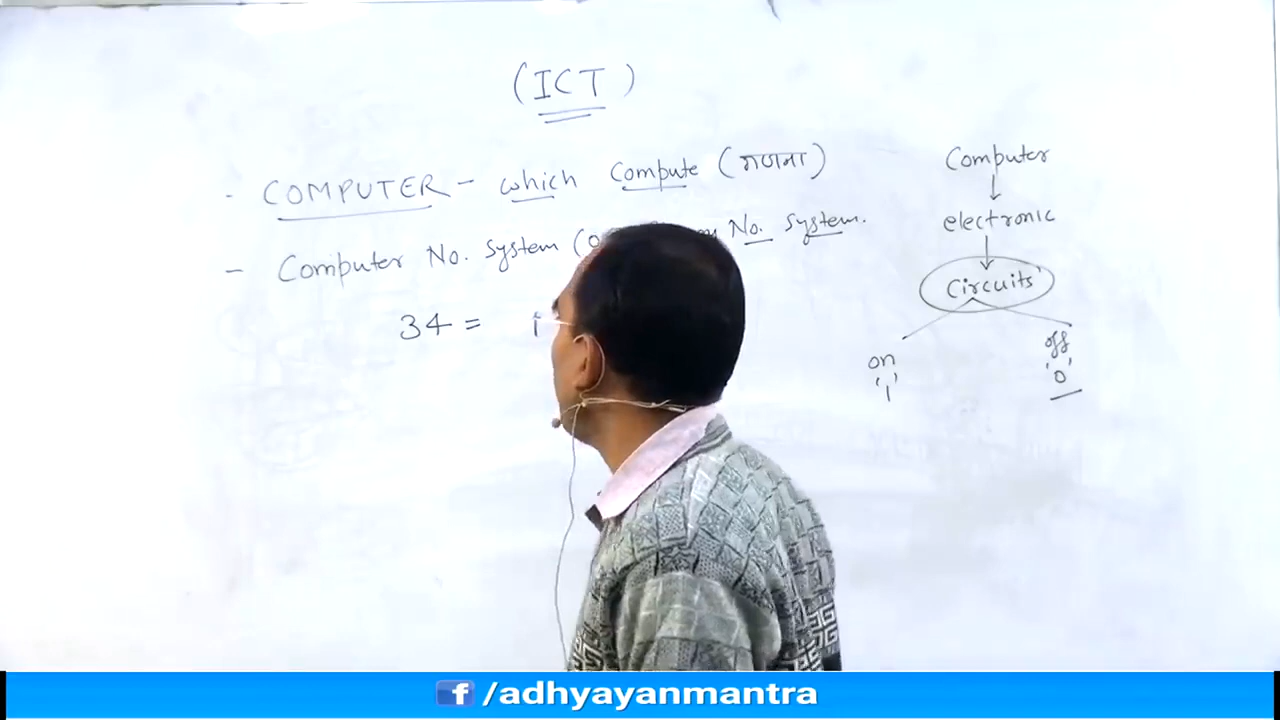 (ICT)
- COMPUTER - which Compute (गणना)
- Computer No. System ( No. System.
34 =
Computer
electronic
Circuits'
on
off
'1'
'0'
/adhyayanmantra